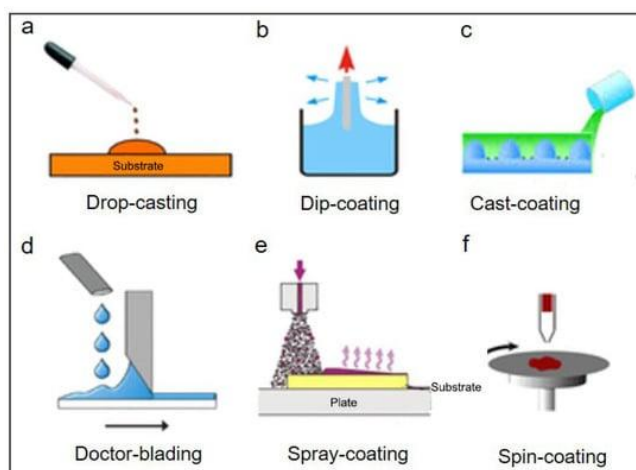 a
b
c
Substrate
Drop-casting
Dip-coating
Cast-coating
d
e
f
Substrate
Plate
Doctor-blading
Spray-coating
Spin-coating